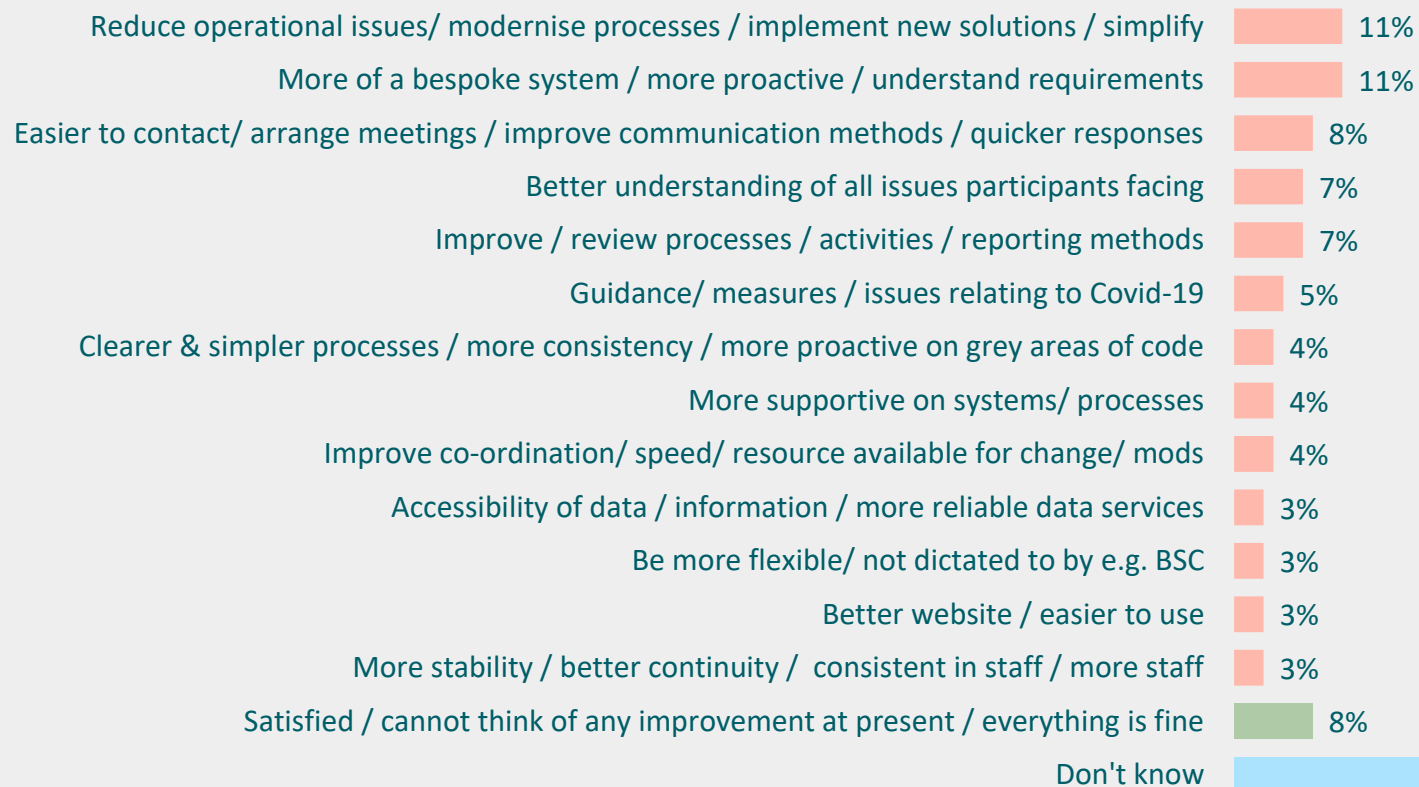 Reduce operational issues/ modernise processes / implement new solutions / simplify 11%
More of a bespoke system / more proactive / understand requirements 11%
Easier to contact/ arrange meetings / improve communication methods / quicker responses 8%
Better understanding of all issues participants facing 7%
Improve / review processes / activities / reporting methods 7%
Guidance/ measures / issues relating to Covid-19 5%
Clearer & simpler processes / more consistency / more proactive on grey areas of code 4%
More supportive on systems/ processes 4%
Improve co-ordination/ speed/ resource available for change/ mods 4%
Accessibility of data / information / more reliable data services 3%
Be more flexible/ not dictated to by e.g. BSC 3%
Better website / easier to use 3%
More stability / better continuity /  consistent in staff / more staff 3%
Satisfied / cannot think of any improvement at present / everything is fine 8%
Don't know